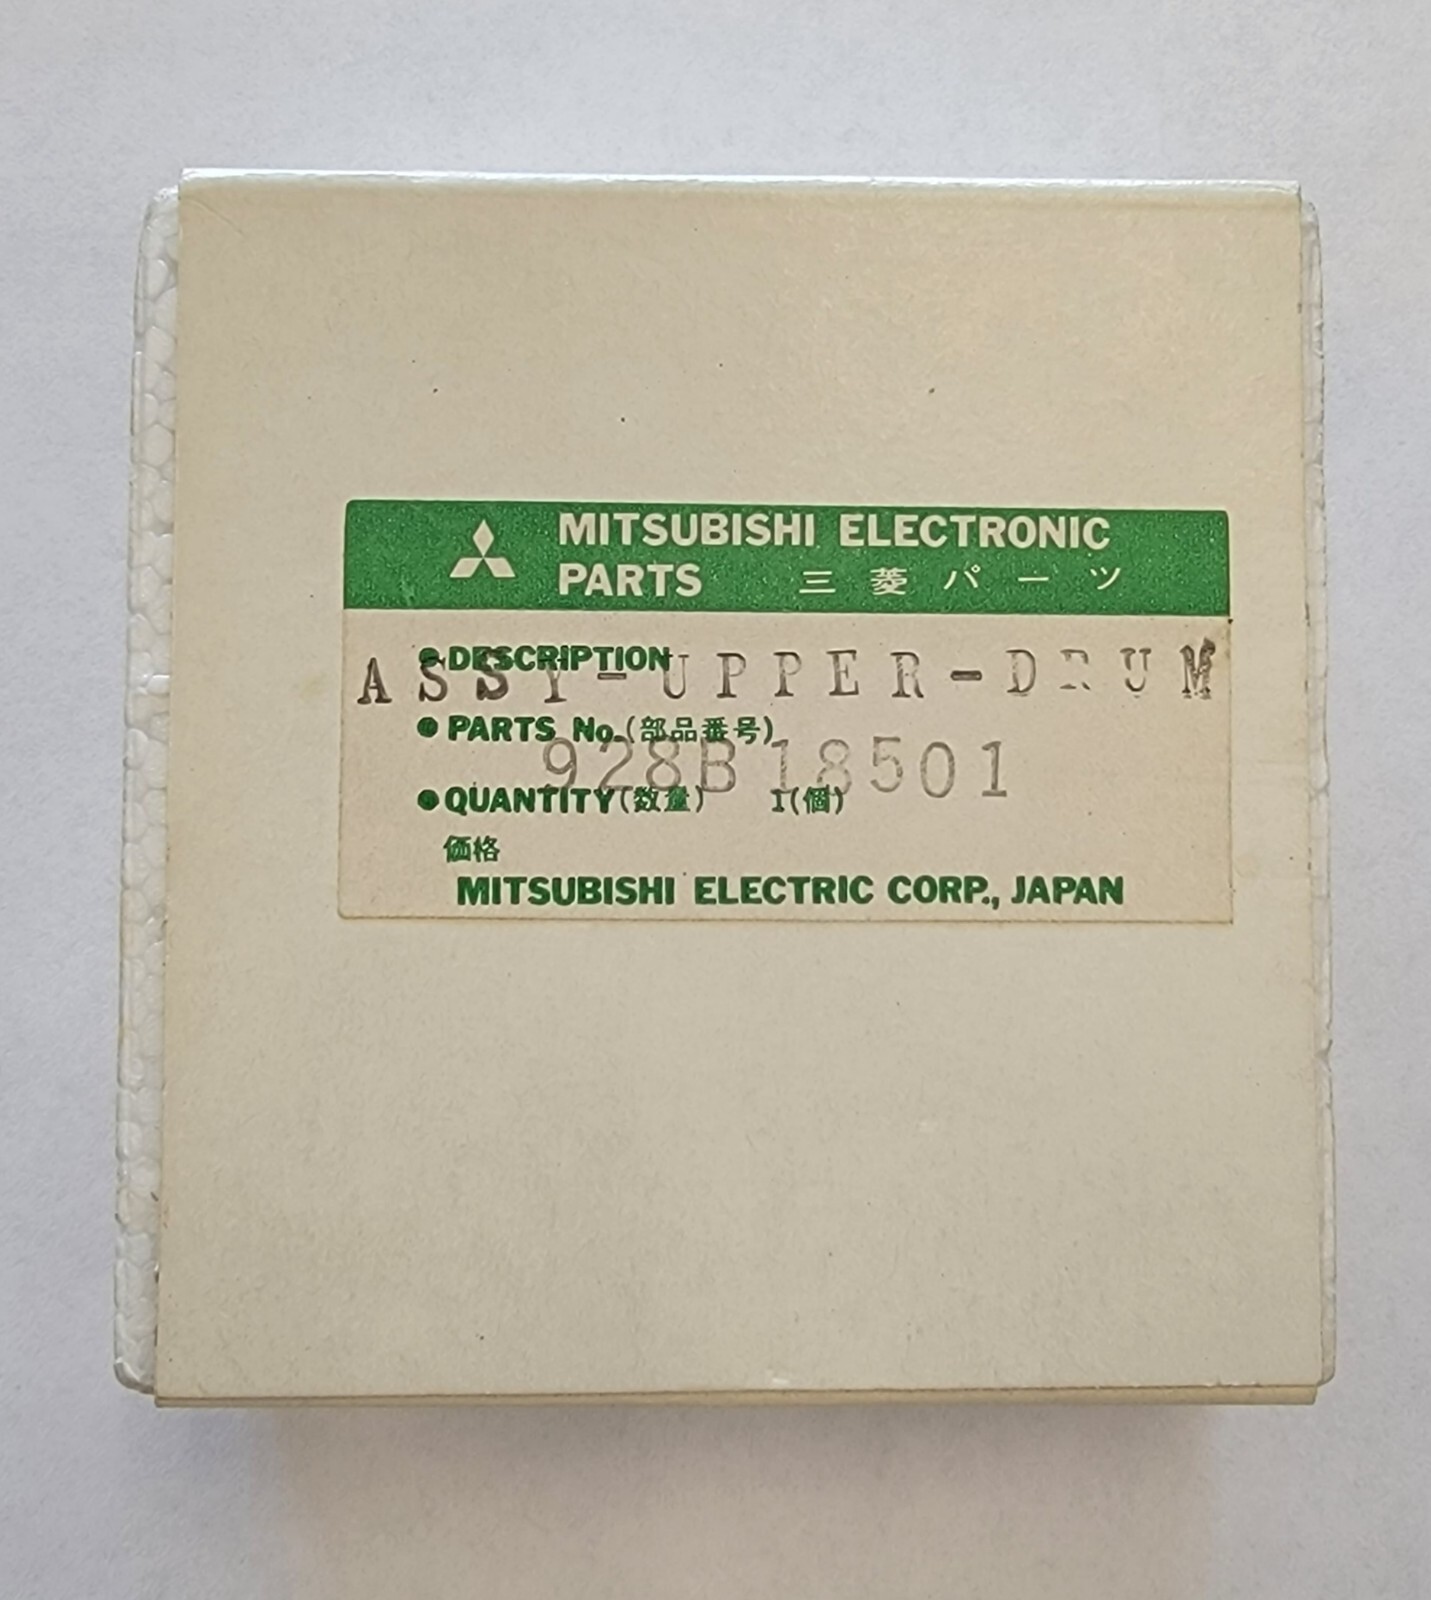 MITSUBISHI ELECTRONIC
PARTS 三菱パーツ
●DESCRIPTION
ASSY-UPPER-DRUM
●PARTS No.(部品番号)
928B18501
●QUANTITY(数量) 1(個)
価格
MITSUBISHI ELECTRIC CORP., JAPAN